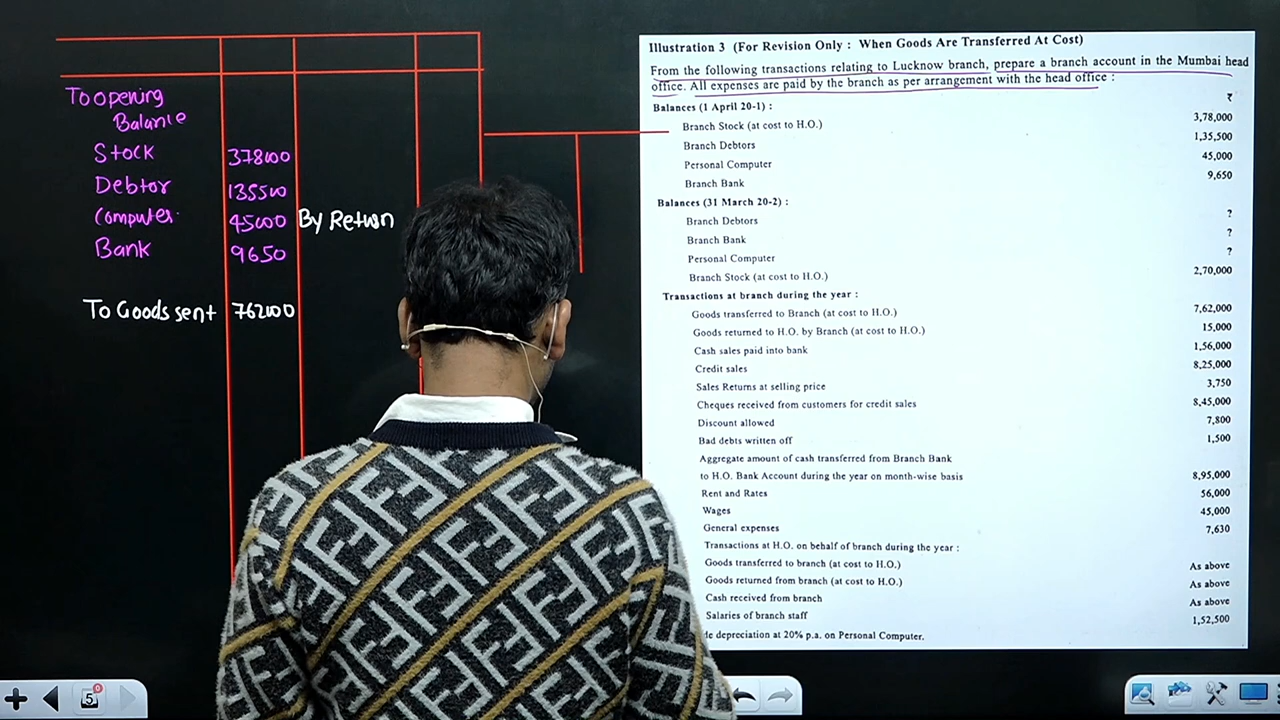 To opening
Balance
Stock 378000
Debtor 135500
Computer 45000
Bank 9650
By Return
To Goods sent 762000
Illustration 3 (For Revision Only : When Goods Are Transferred At Cost)
From the following transactions relating to Lucknow branch, prepare a branch account in the Mumbai head
office. All expenses are paid by the branch as per arrangement with the head office :
Balances (1 April 20-1) : ₹
Branch Stock (at cost to H.O.) 3,78,000
Branch Debtors 1,35,500
Personal Computer 45,000
Branch Bank 9,650
Balances (31 March 20-2) :
Branch Debtors ?
Branch Bank ?
Personal Computer ?
Branch Stock (at cost to H.O.) 2,70,000
Transactions at branch during the year :
Goods transferred to Branch (at cost to H.O.) 7,62,000
Goods returned to H.O. by Branch (at cost to H.O.) 15,000
Cash sales paid into bank 1,56,000
Credit sales 8,25,000
Sales Returns at selling price 3,750
Cheques received from customers for credit sales 8,45,000
Discount allowed 7,800
Bad debts written off 1,500
Aggregate amount of cash transferred from Branch Bank
to H.O. Bank Account during the year on month-wise basis 8,95,000
Rent and Rates 56,000
Wages 45,000
General expenses 7,630
Transactions at H.O. on behalf of branch during the year :
Goods transferred to branch (at cost to H.O.) As above
Goods returned from branch (at cost to H.O.) As above
Cash received from branch As above
Salaries of branch staff 1,52,500
de depreciation at 20% p.a. on Personal Computer.
5